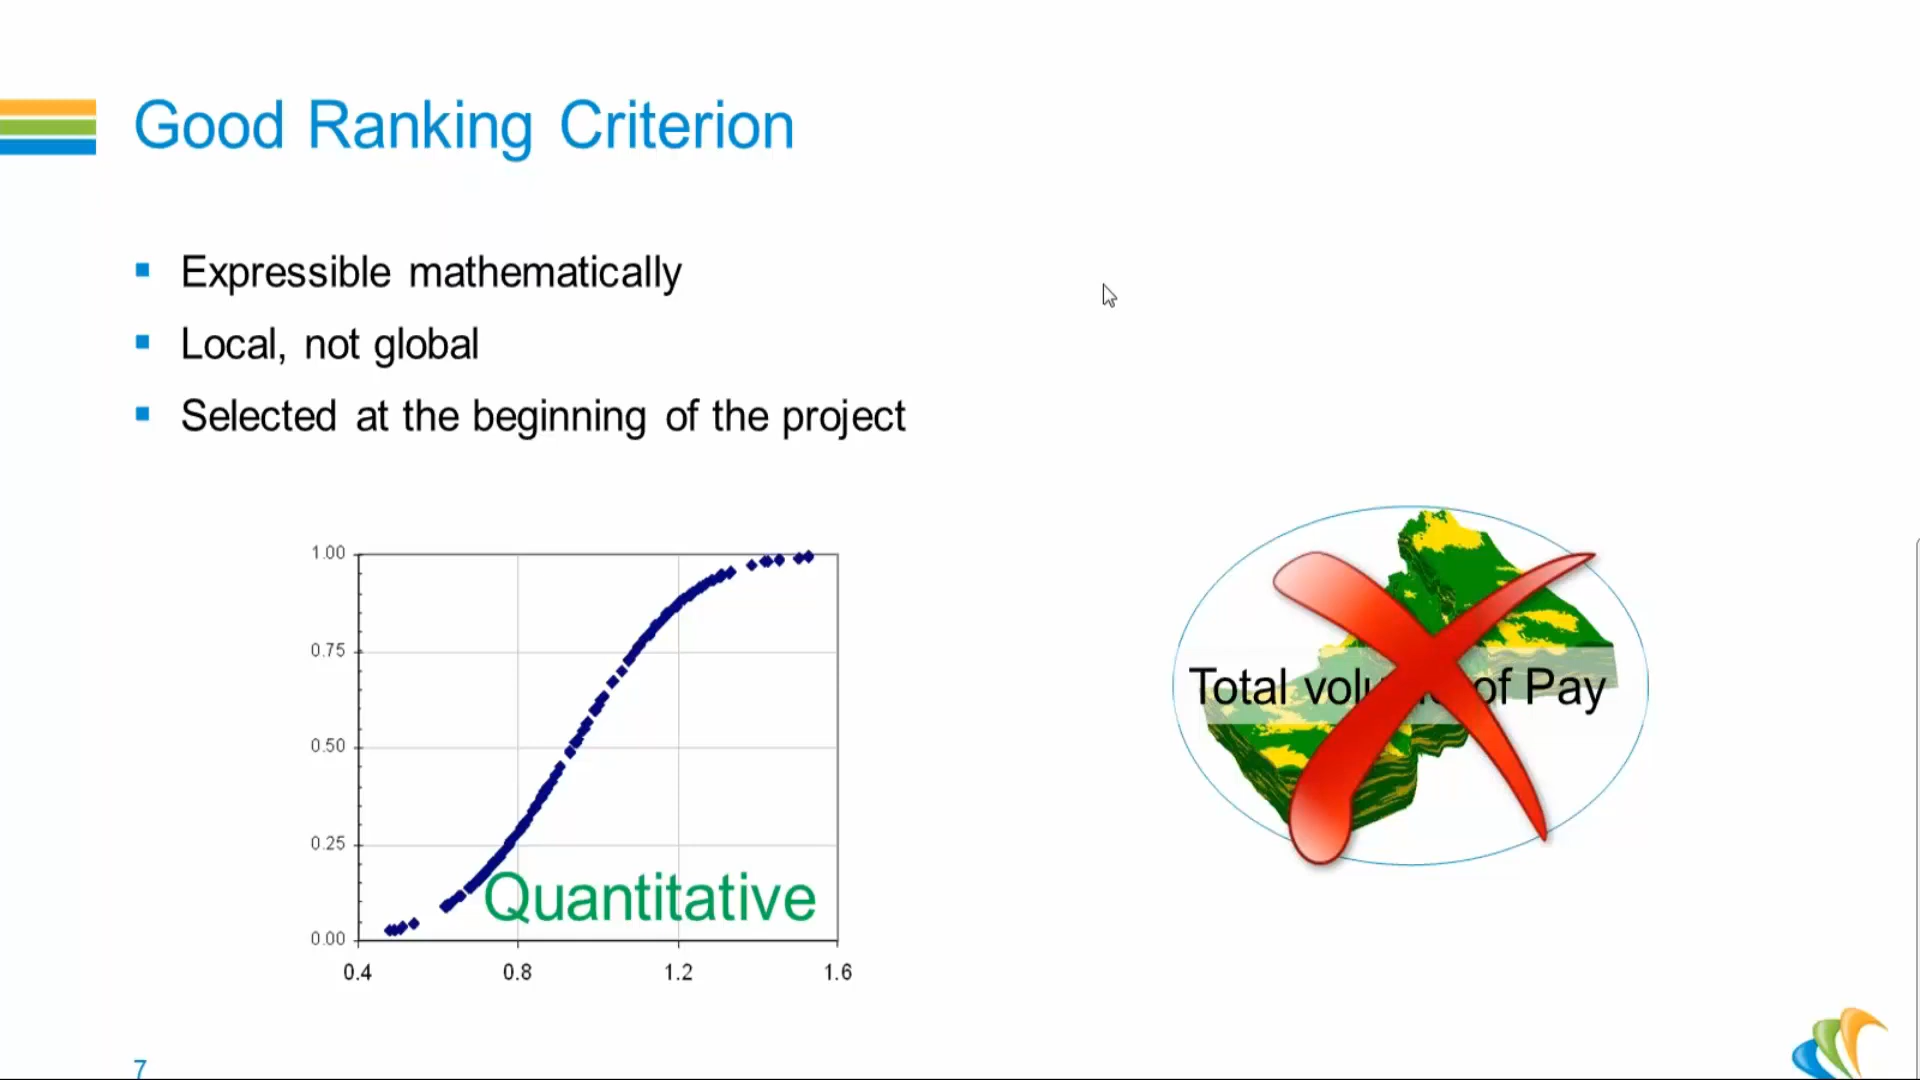 Good Ranking Criterion
Expressible mathematically
Local, not global
Selected at the beginning of the project
1.00
0.75
0.50
0.25
0.00
0.4 0.8 1.2 1.6
Quantitative
Total of Pay
7